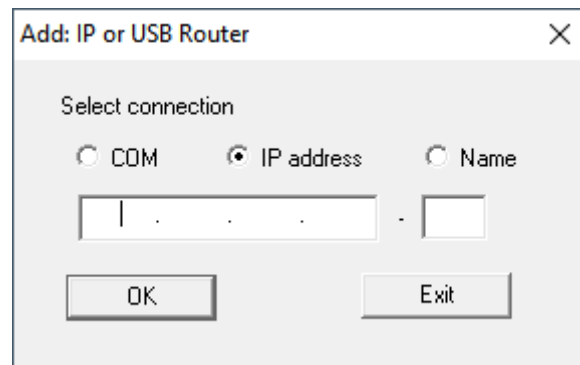 Add: IP or USB Router
Select connection
COM IP address Name
. . . -
OK Exit